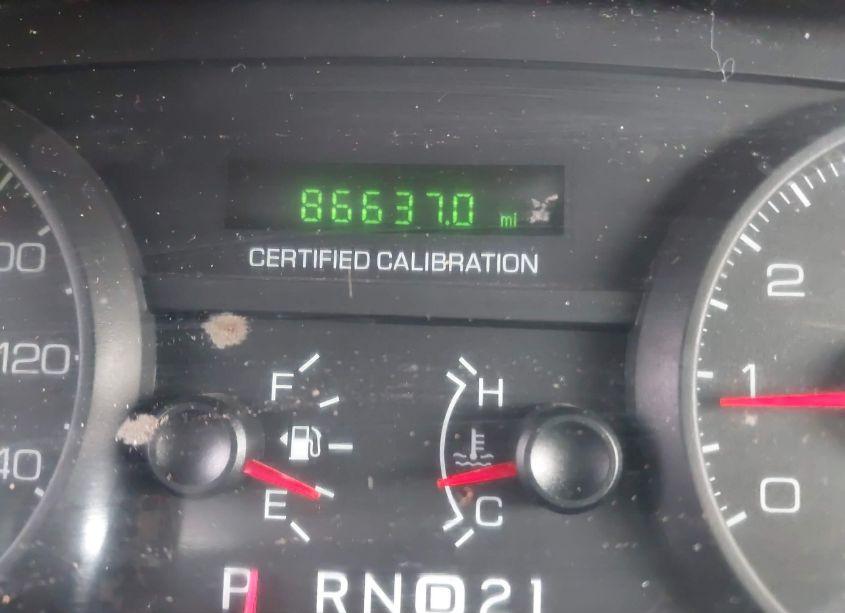 86637.0 mi
CERTIFIED CALIBRATION
00
120
40
F
E
H
C
2
1
0
P R N D 2 1